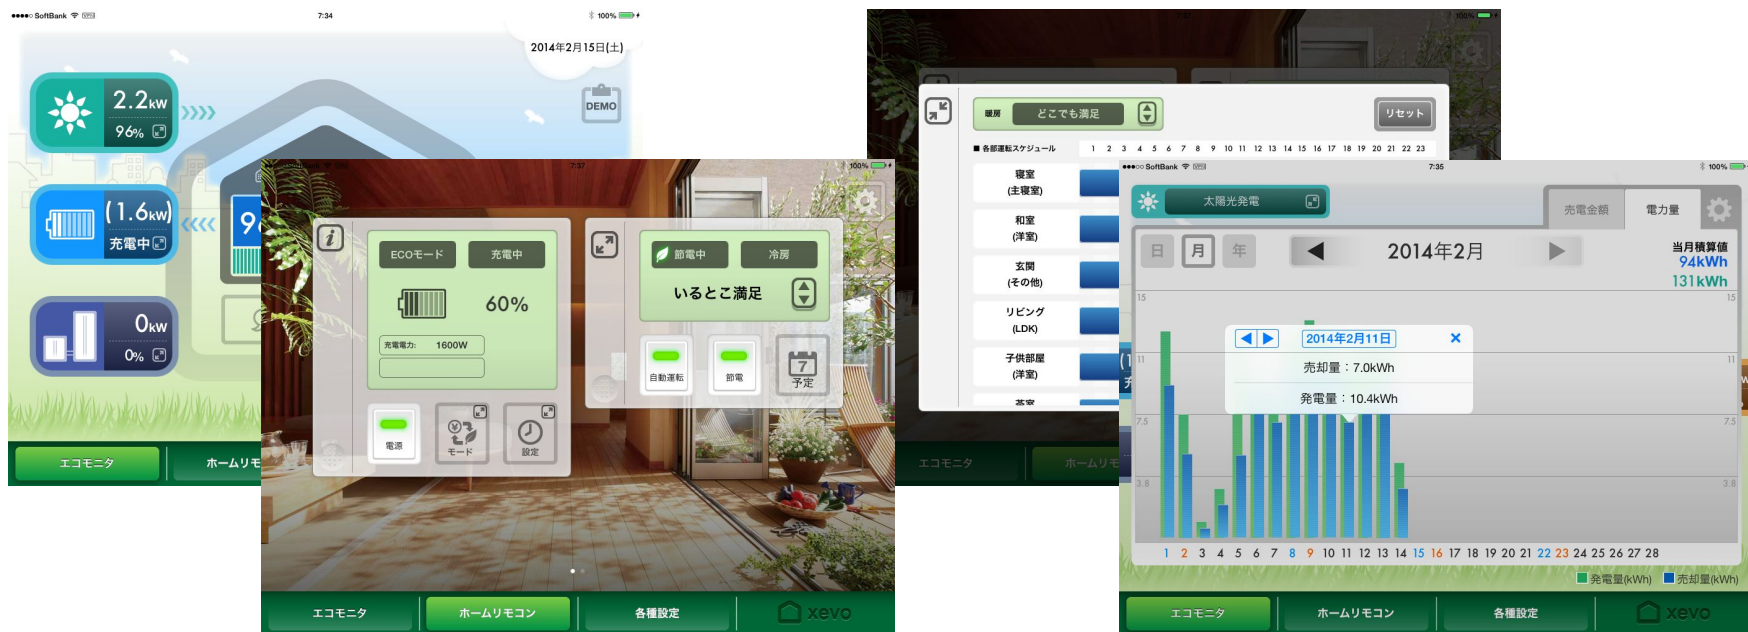 ●●●●○ SoftBank VPN
7:34
100%
2014年2月15日(土)
DEMO
2.2kw
96%
(1.6kw)
充電中
0kw
0%
エコモニタ
ホームリモ
7:37
100%
i
ECOモード
充電中
60%
充電電力: 1600W
電源
モード
設定
節電中
冷房
いるとこ満足
自動運転
節電
7
予定
エコモニタ
ホームリモコン
各種設定
xevo
100%
暖房
どこでも満足
リセット
■ 各部運転スケジュール
1 2 3 4 5 6 7 8 9 10 11 12 13 14 15 16 17 18 19 20 21 22 23
寝室
(主寝室)
和室
(洋室)
玄関
(その他)
リビング
(LDK)
子供部屋
(洋室)
エコモニタ
ホームリモ
●●●○○ SoftBank VPN
7:35
100%
太陽光発電
売電金額
電力量
日
月
年
2014年2月
当月積算値
94kWh
131kWh
15
15
11
11
7.5
7.5
3.8
3.8
2014年2月11日
×
売却量：7.0kWh
発電量：10.4kWh
1 2 3 4 5 6 7 8 9 10 11 12 13 14 15 16 17 18 19 20 21 22 23 24 25 26 27 28
発電量(kWh)
売却量(kWh)
エコモニタ
ホームリモコン
各種設定
xevo